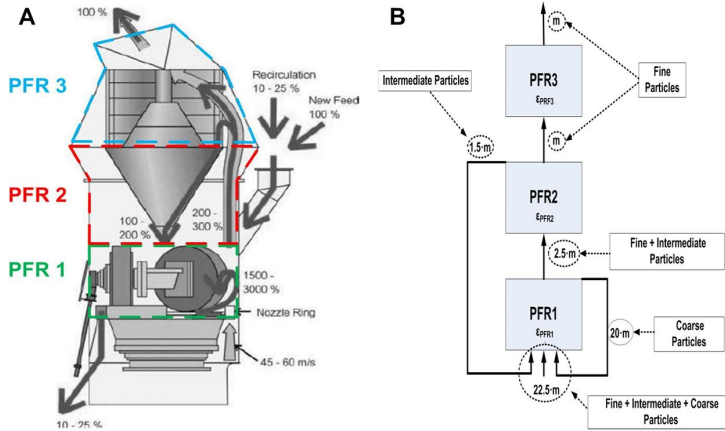 A
100 %
PFR 3
Recirculation
10 - 25 %
New Feed
100 %
PFR 2
100 -
200 %
200 -
300 %
PFR 1
1500 -
3000 %
Nozzle Ring
45 - 60 m/s
10 - 25 %
B
m
Intermediate Particles
PFR3
εPRF3
Fine
Particles
m
1.5·m
PFR2
εPFR2
2.5·m
Fine + Intermediate
Particles
PFR1
εPFR1
20·m
Coarse
Particles
22.5·m
Fine + Intermediate + Coarse
Particles